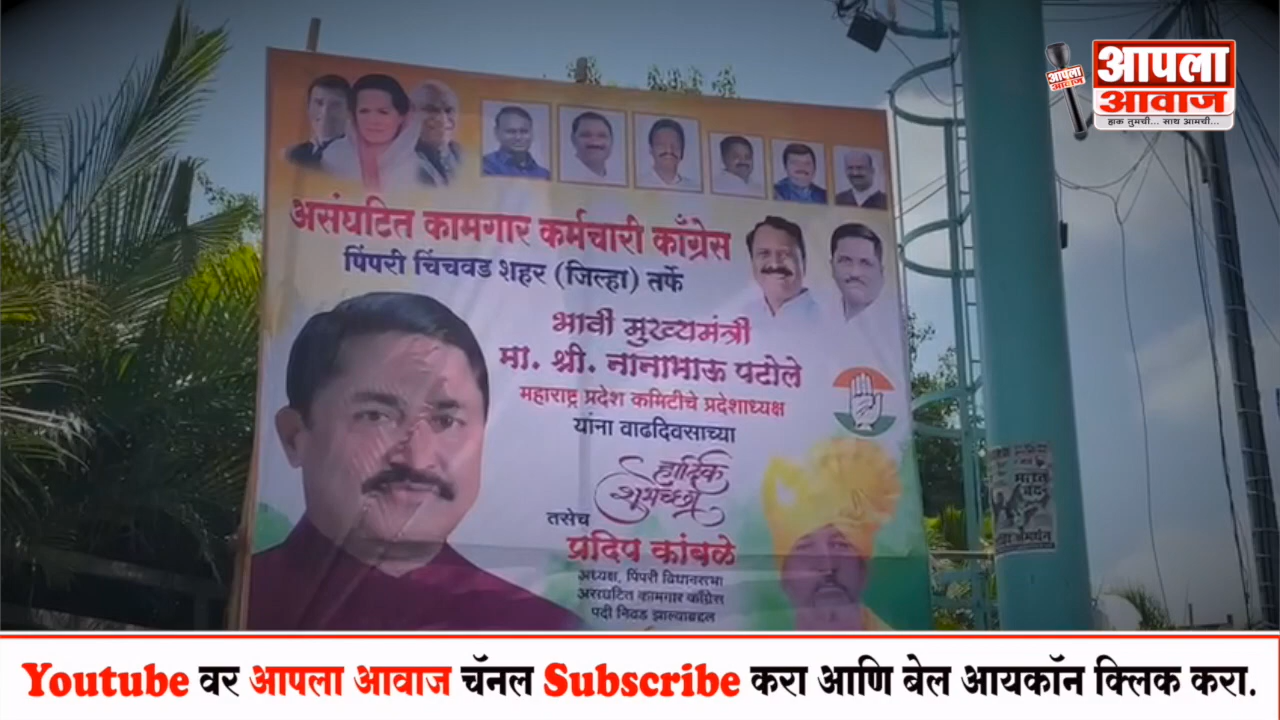 आपला
आपला
आवाज
आवाज
हाक तुमची... साथ आमची...
असंघटित कामगार कर्मचारी काँग्रेस
पिंपरी चिंचवड शहर (जिल्हा) तर्फे
भावी मुख्यमंत्री
मा. श्री. नानाभाऊ पटोले
महाराष्ट्र प्रदेश कमिटीचे प्रदेशाध्यक्ष
यांना वाढदिवसाच्या
हार्दिक
शुभेच्छा
तसेच
प्रदिप कांबळे
अध्यक्ष, पिंपरी विधानसभा
असंघटित कामगार काँग्रेस
पदी निवड झाल्याबद्दल
Youtube वर आपला आवाज चॅनल Subscribe करा आणि बेल आयकॉन क्लिक करा.